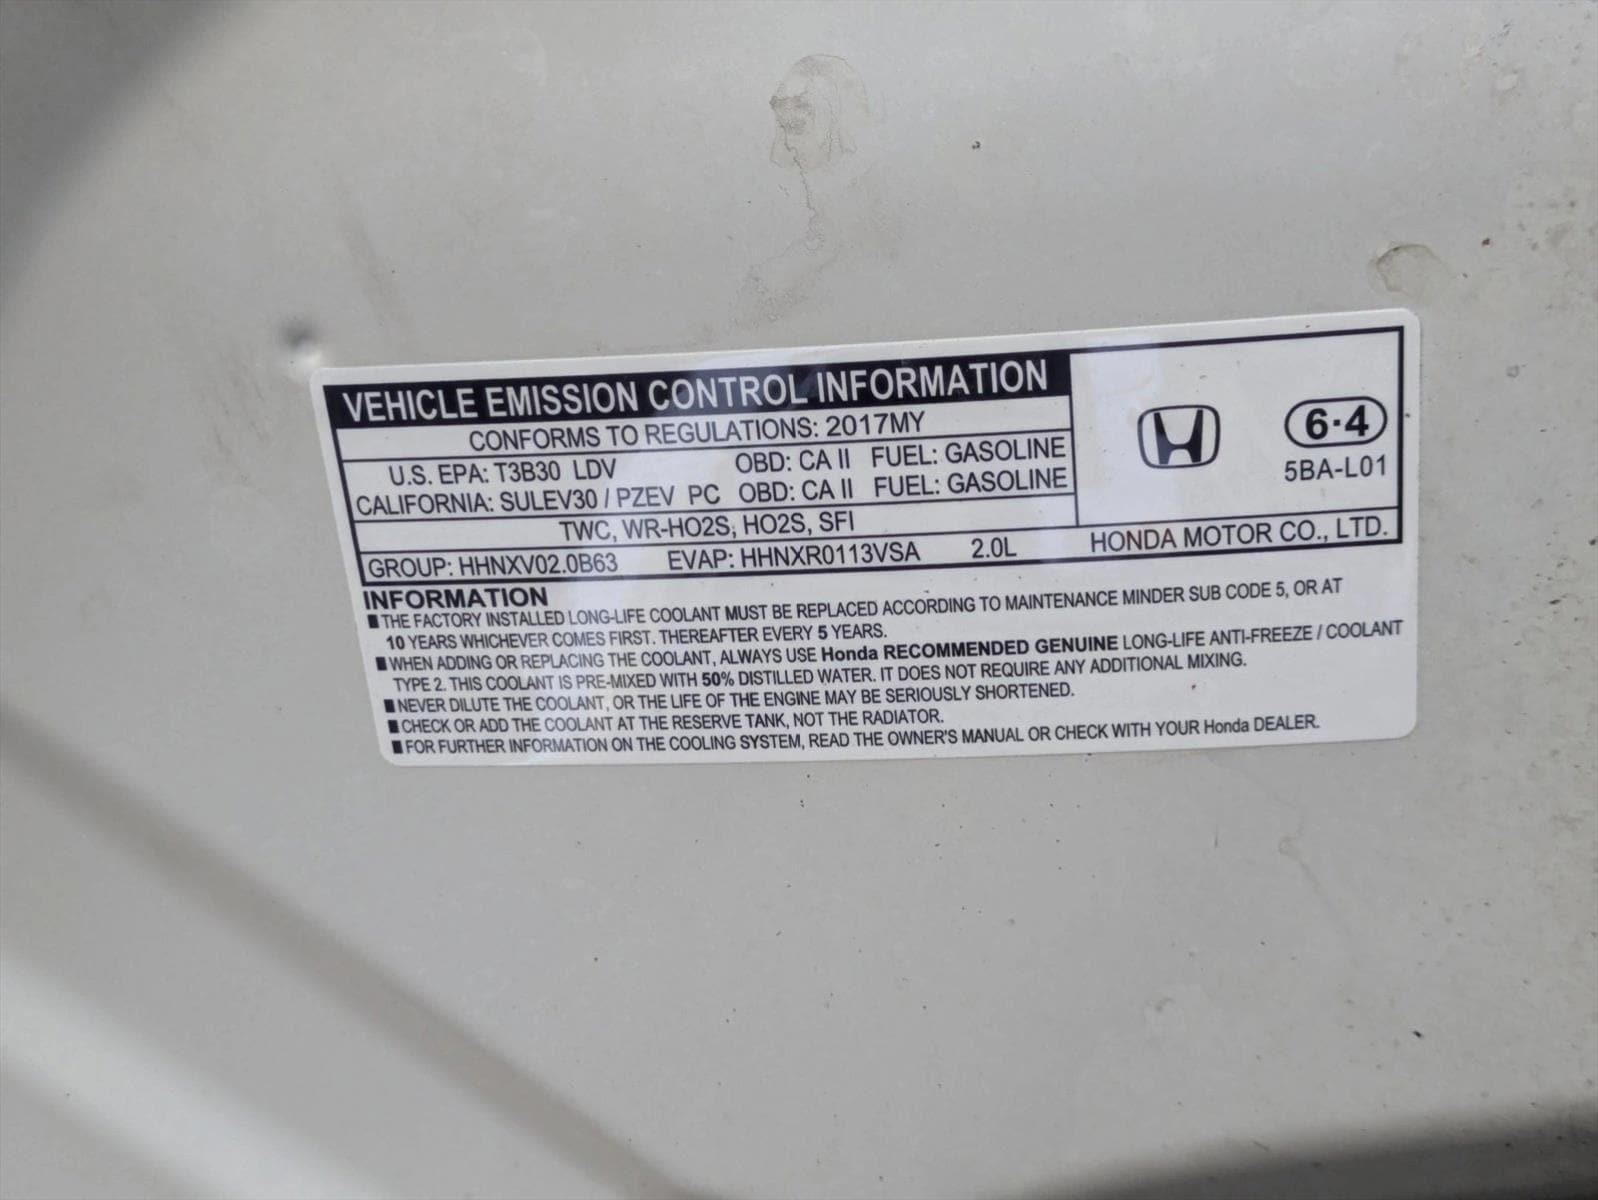 VEHICLE EMISSION CONTROL INFORMATION
CONFORMS TO REGULATIONS: 2017MY
U.S. EPA: T3B30 LDV OBD: CA II FUEL: GASOLINE
CALIFORNIA: SULEV30 / PZEV PC OBD: CA II FUEL: GASOLINE
TWC, WR-HO2S, HO2S, SFI
GROUP: HHNXV02.0B63 EVAP: HHNXR0113VSA 2.0L
6·4
5BA-L01
HONDA MOTOR CO., LTD.
INFORMATION
■ THE FACTORY INSTALLED LONG-LIFE COOLANT MUST BE REPLACED ACCORDING TO MAINTENANCE MINDER SUB CODE 5, OR AT
10 YEARS WHICHEVER COMES FIRST. THEREAFTER EVERY 5 YEARS.
■ WHEN ADDING OR REPLACING THE COOLANT, ALWAYS USE Honda RECOMMENDED GENUINE LONG-LIFE ANTI-FREEZE / COOLANT
TYPE 2. THIS COOLANT IS PRE-MIXED WITH 50% DISTILLED WATER. IT DOES NOT REQUIRE ANY ADDITIONAL MIXING.
■ NEVER DILUTE THE COOLANT, OR THE LIFE OF THE ENGINE MAY BE SERIOUSLY SHORTENED.
■ CHECK OR ADD THE COOLANT AT THE RESERVE TANK, NOT THE RADIATOR.
■ FOR FURTHER INFORMATION ON THE COOLING SYSTEM, READ THE OWNER'S MANUAL OR CHECK WITH YOUR Honda DEALER.